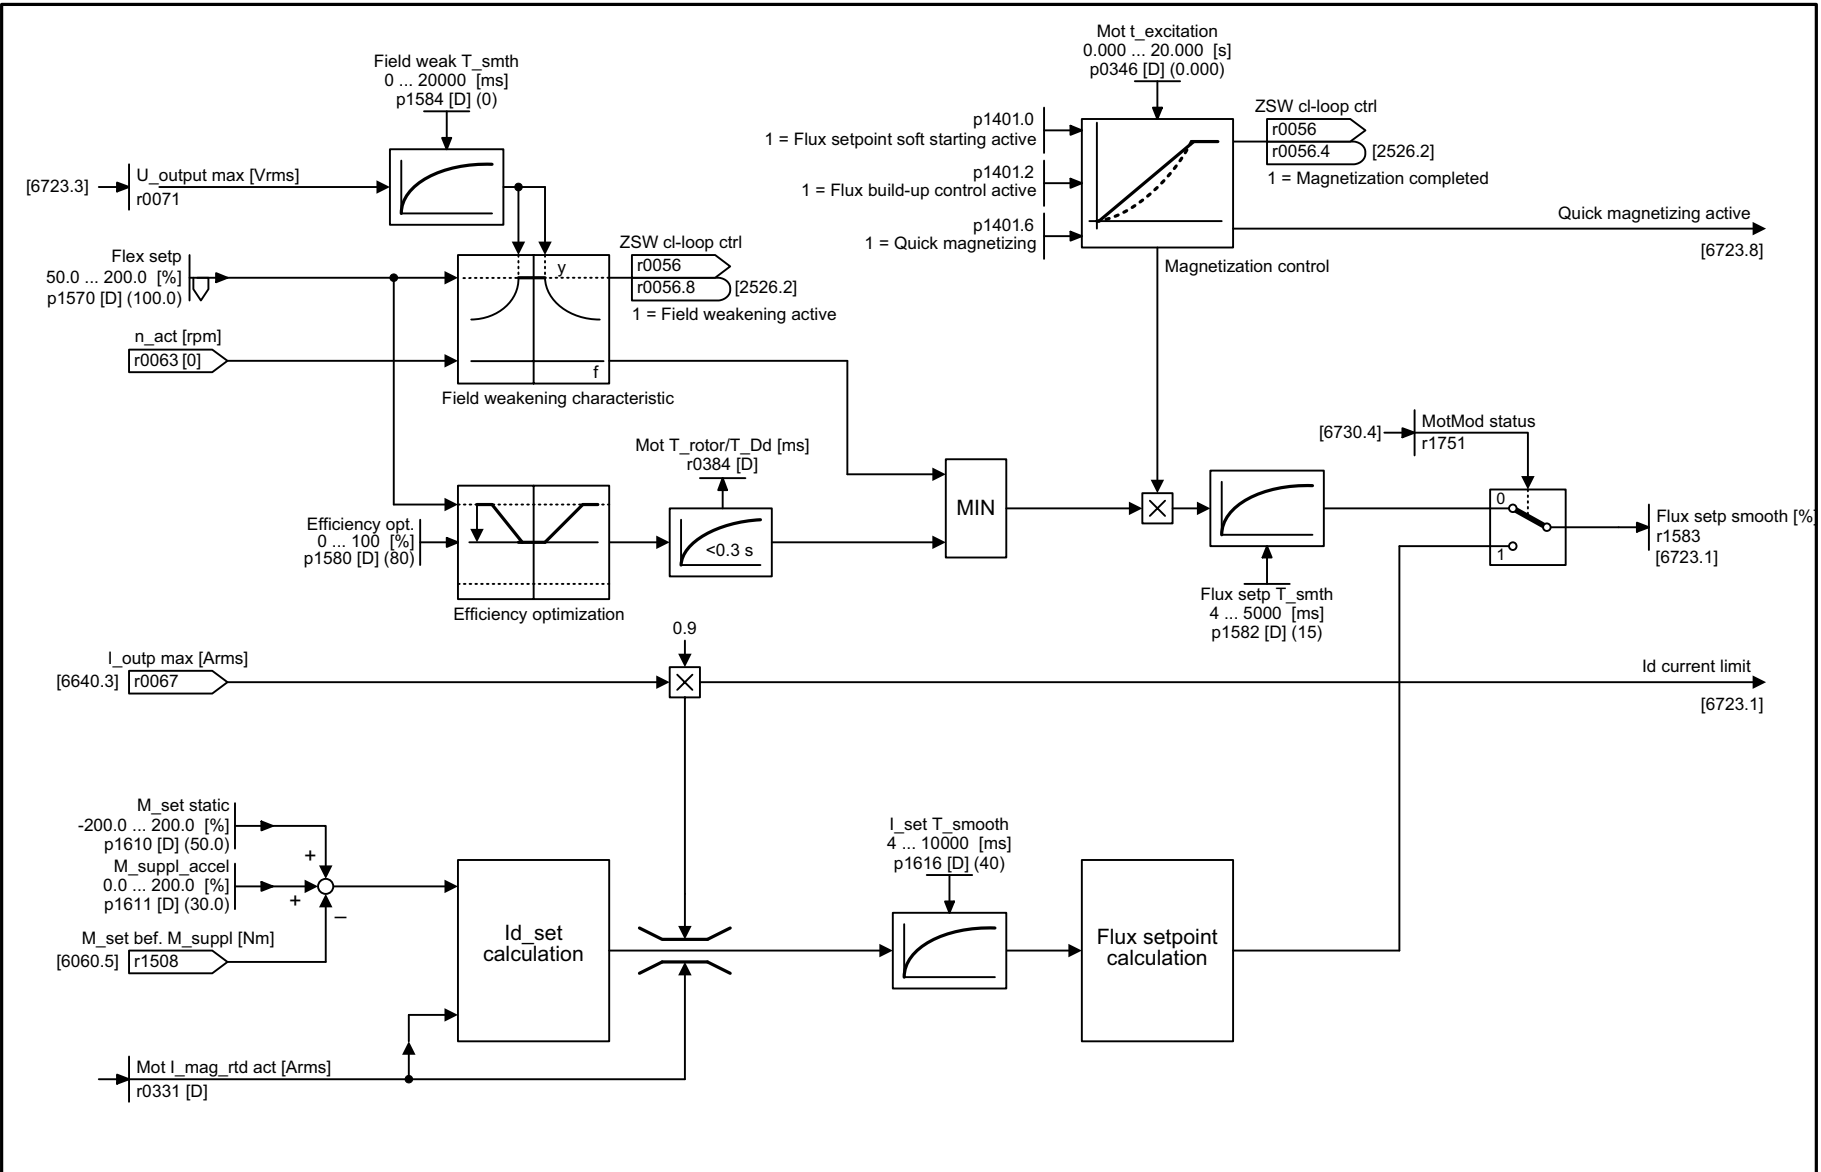 Mot t_excitation
0.000 ... 20.000 [s]
p0346 [D] (0.000)
Field weak T_smth
0 ... 20000 [ms]
p1584 [D] (0)
p1401.0
1 = Flux setpoint soft starting active
p1401.2
1 = Flux build-up control active
p1401.6
1 = Quick magnetizing
ZSW cl-loop ctrl
r0056
r0056.4
[2526.2]
1 = Magnetization completed
Quick magnetizing active
[6723.8]
Magnetization control
[6723.3]
U_output max [Vrms]
r0071
Flex setp
50.0 ... 200.0 [%]
p1570 [D] (100.0)
y
f
ZSW cl-loop ctrl
r0056
r0056.8
[2526.2]
1 = Field weakening active
n_act [rpm]
r0063 [0]
Field weakening characteristic
Mot T_rotor/T_Dd [ms]
r0384 [D]
<0.3 s
MIN
[6730.4]
MotMod status
r1751
0
1
Flux setp smooth [%
r1583
[6723.1]
Efficiency opt.
0 ... 100 [%]
p1580 [D] (80)
Efficiency optimization
Flux setp T_smth
4 ... 5000 [ms]
p1582 [D] (15)
0.9
I_outp max [Arms]
[6640.3]
r0067
Id current limit
[6723.1]
M_set static
-200.0 ... 200.0 [%]
p1610 [D] (50.0)
+
M_suppl_accel
0.0 ... 200.0 [%]
p1611 [D] (30.0)
+
–
M_set bef. M_suppl [Nm]
[6060.5]
r1508
Id_set
calculation
I_set T_smooth
4 ... 10000 [ms]
p1616 [D] (40)
Flux setpoint
calculation
Mot I_mag_rtd act [Arms]
r0331 [D]